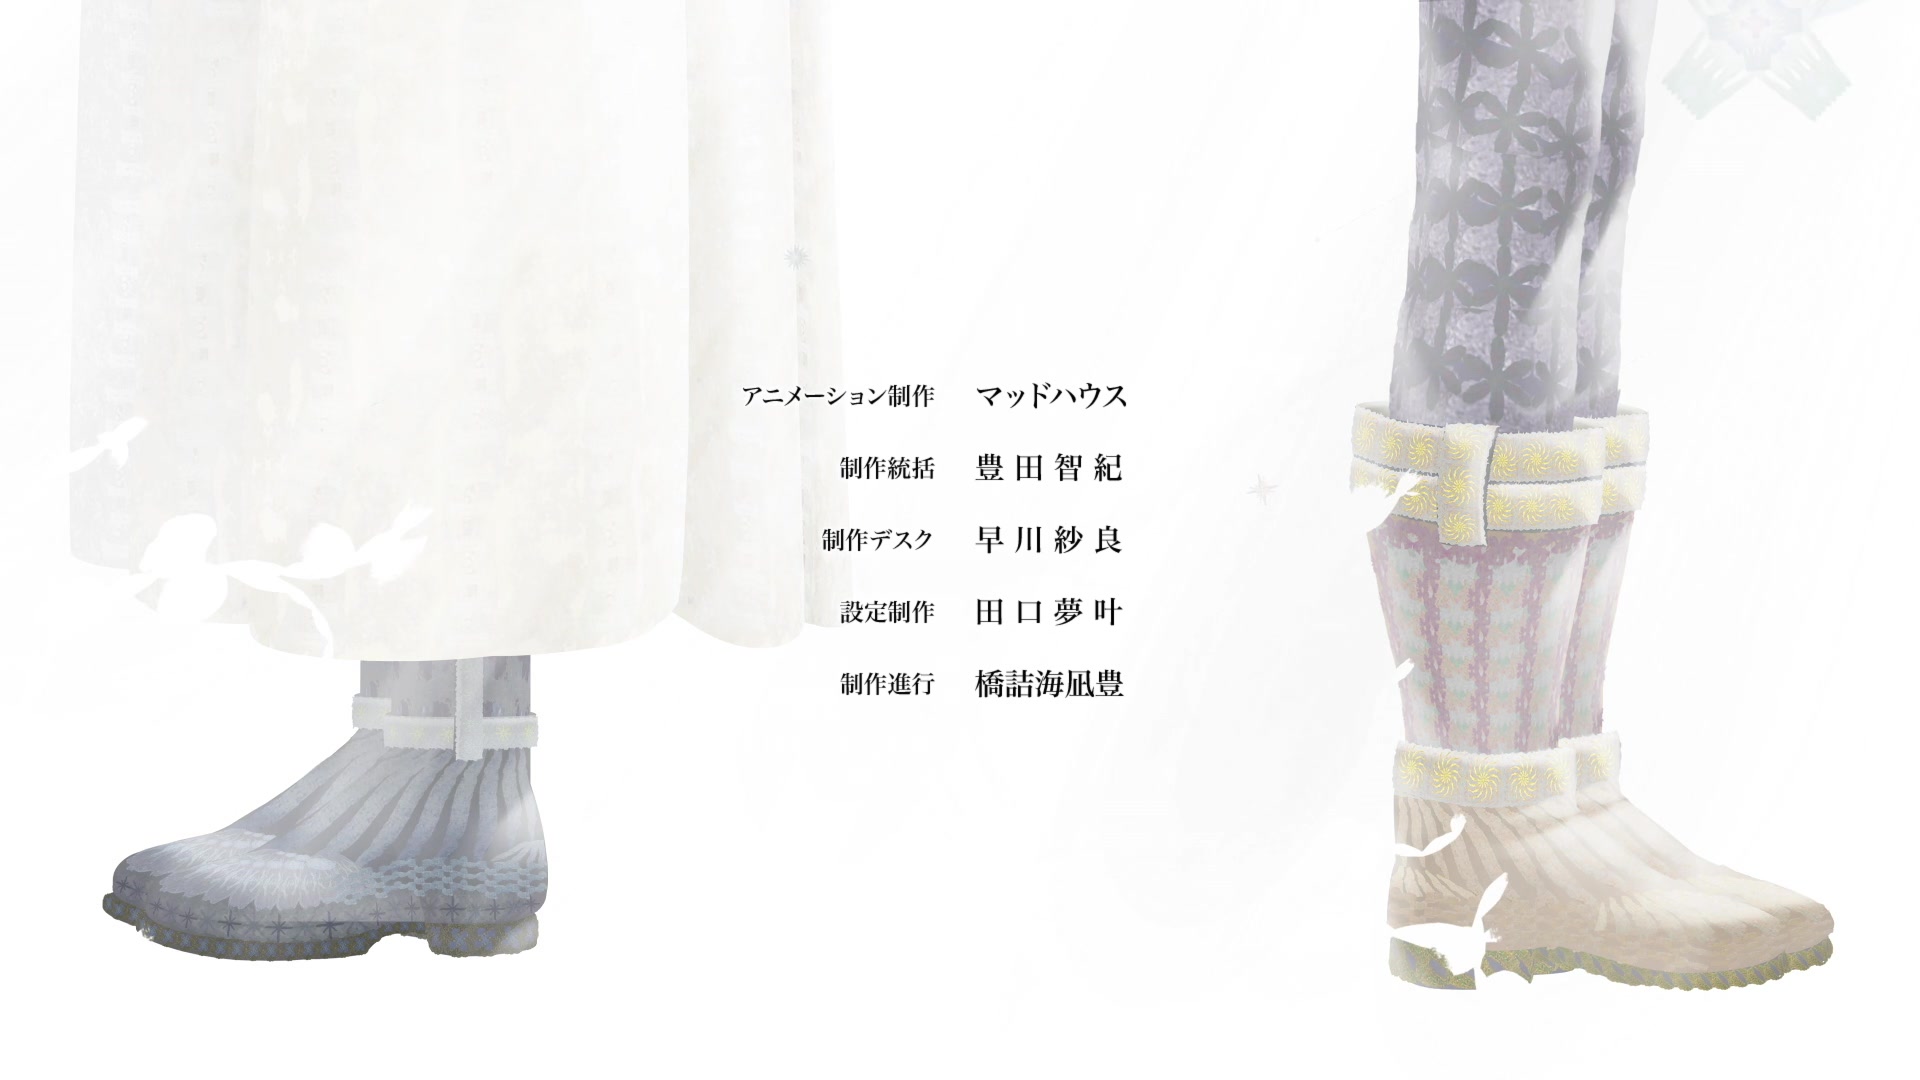 アニメーション制作 マッドハウス
制作統括 豊田智紀
制作デスク 早川紗良
設定制作 田口夢叶
制作進行 橋詰海凪豊